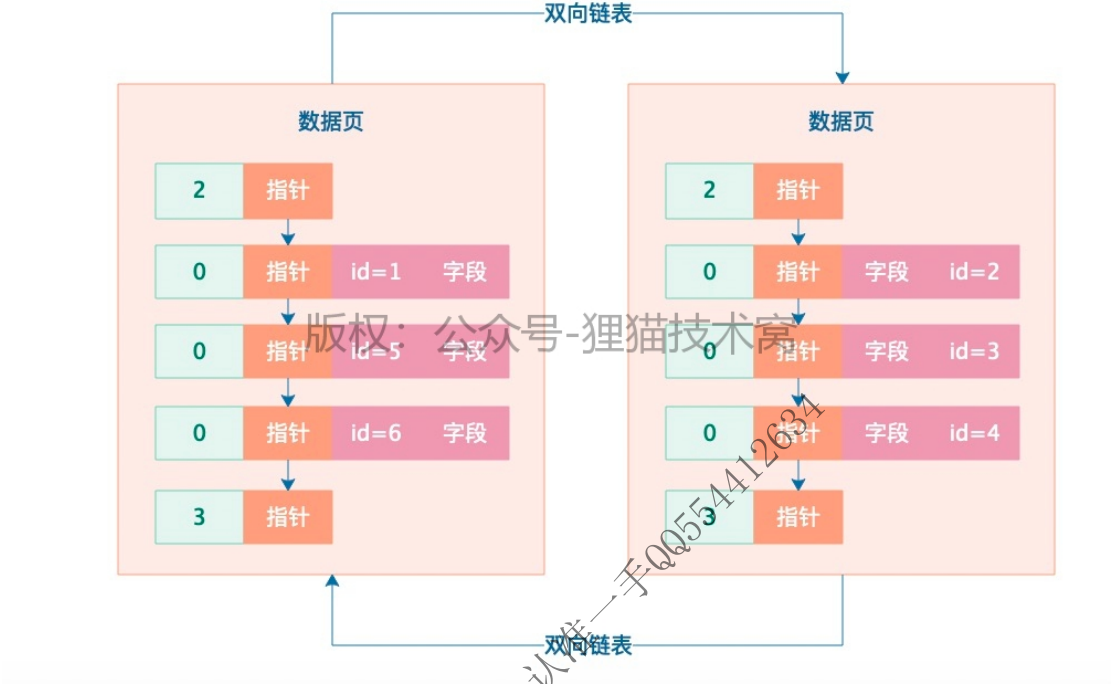 双向链表
数据页
2 指针
0 指针 id=1 字段
0 指针 id=5 字段
0 指针 id=6 字段
3 指针
数据页
2 指针
0 指针 字段 id=2
0 指针 字段 id=3
0 指针 字段 id=4
3 指针
双向链表
版权：公众号-狸猫技术窝
认准一手QQ554412634